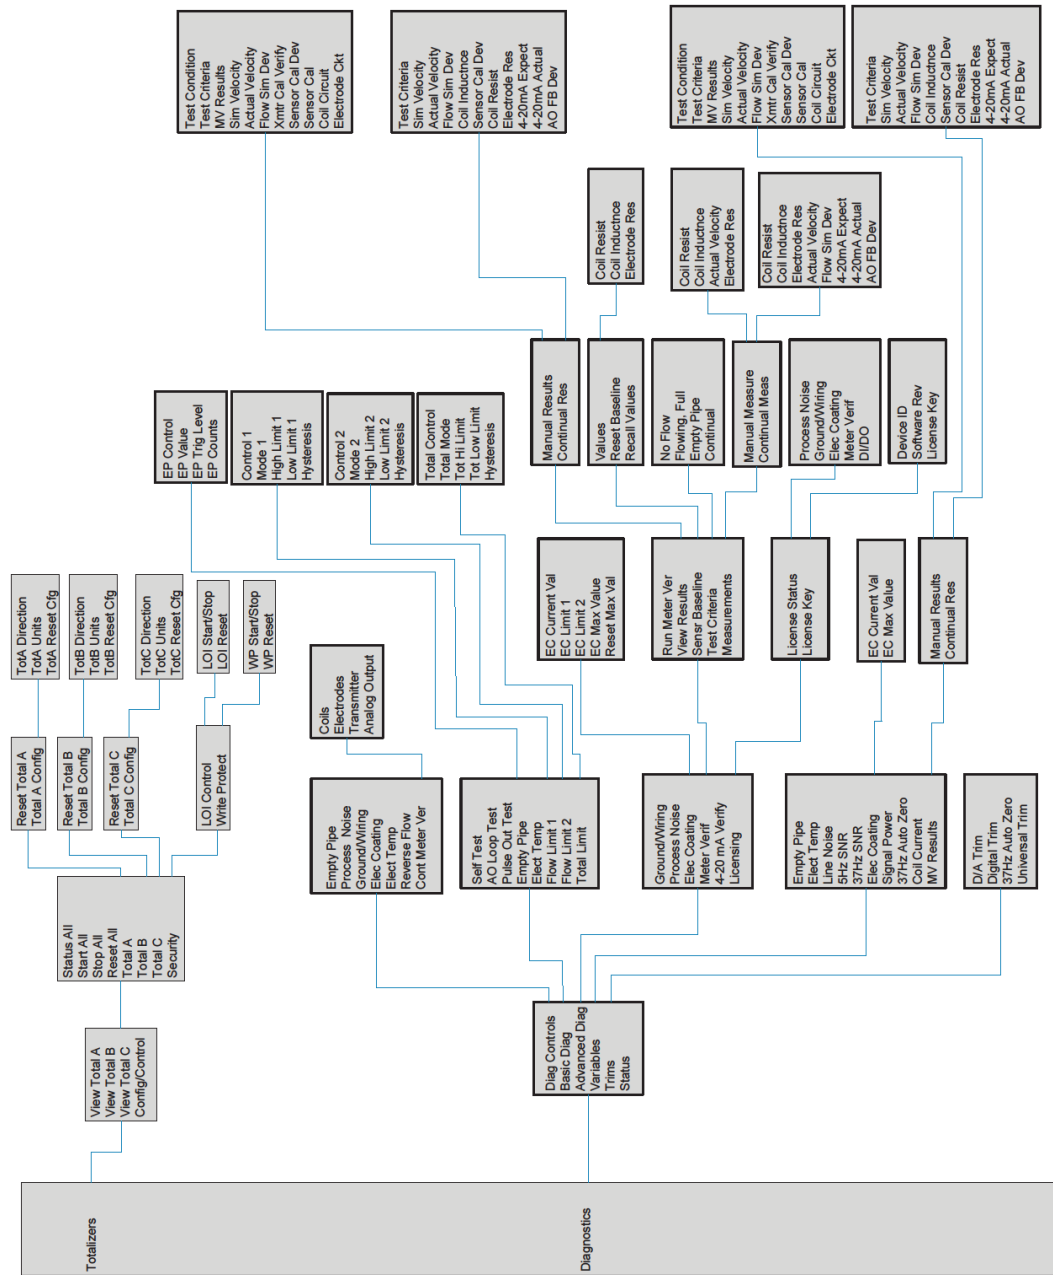 Totalizers
View Total A
View Total B
View Total C
Config/Control
Status All
Start All
Stop All
Reset All
Total A
Total B
Total C
Security
Reset Total A
Total A Config
TotA Direction
TotA Units
TotA Reset Cfg
Reset Total B
Total B Config
TotB Direction
TotB Units
TotB Reset Cfg
Reset Total C
Total C Config
TotC Direction
TotC Units
TotC Reset Cfg
LOI Control
Write Protect
LOI Start/Stop
LOI Reset
WP Start/Stop
WP Reset
Diagnostics
Diag Controls
Basic Diag
Advanced Diag
Variables
Trims
Status
Empty Pipe
Process Noise
Ground/Wiring
Elec Coating
Elect Temp
Reverse Flow
Cont Meter Ver
Coils
Electrodes
Transmitter
Analog Output
Self Test
AO Loop Test
Pulse Out Test
Empty Pipe
Elect Temp
Flow Limit 1
Flow Limit 2
Total Limit
EP Control
EP Value
EP Trig Level
EP Counts
Control 1
Mode 1
High Limit 1
Low Limit 1
Hysteresis
Control 2
Mode 2
High Limit 2
Low Limit 2
Hysteresis
Total Control
Total Mode
Tot Hi Limit
Tot Low Limit
Hysteresis
Ground/Wiring
Process Noise
Elec Coating
Meter Verif
4-20 mA Verify
Licensing
EC Current Val
EC Limit 1
EC Limit 2
EC Max Value
Reset Max Val
Run Meter Ver
View Results
Sensr Baseline
Test Criteria
Measurements
Manual Results
Continual Res
Test Condition
Test Criteria
MV Results
Sim Velocity
Actual Velocity
Flow Sim Dev
Xmtr Cal Verify
Sensor Cal Dev
Sensor Cal
Coil Circuit
Electrode Ckt
Test Criteria
Sim Velocity
Actual Velocity
Flow Sim Dev
Coil Inductnce
Sensor Cal Dev
Coil Resist
Electrode Res
4-20mA Expect
4-20mA Actual
AO FB Dev
Values
Reset Baseline
Recall Values
Coil Resist
Coil Inductnce
Electrode Res
No Flow
Flowing, Full
Empty Pipe
Continual
Manual Measure
Continual Meas
Coil Resist
Coil Inductnce
Actual Velocity
Electrode Res
Coil Resist
Coil Inductnce
Electrode Res
Actual Velocity
Flow Sim Dev
4-20mA Expect
4-20mA Actual
AO FB Dev
License Status
License Key
Process Noise
Ground/Wiring
Elec Coating
Meter Verif
DI/DO
Device ID
Software Rev
License Key
Empty Pipe
Elect Temp
Line Noise
5Hz SNR
37Hz SNR
Elec Coating
Signal Power
37Hz Auto Zero
Coil Current
MV Results
EC Current Val
EC Max Value
Manual Results
Continual Res
Test Condition
Test Criteria
MV Results
Sim Velocity
Actual Velocity
Flow Sim Dev
Xmtr Cal Verify
Sensor Cal Dev
Sensor Cal
Coil Circuit
Electrode Ckt
Test Criteria
Sim Velocity
Actual Velocity
Flow Sim Dev
Coil Inductnce
Sensor Cal Dev
Coil Resist
Electrode Res
4-20mA Expect
4-20mA Actual
AO FB Dev
D/A Trim
Digital Trim
37Hz Auto Zero
Universal Trim